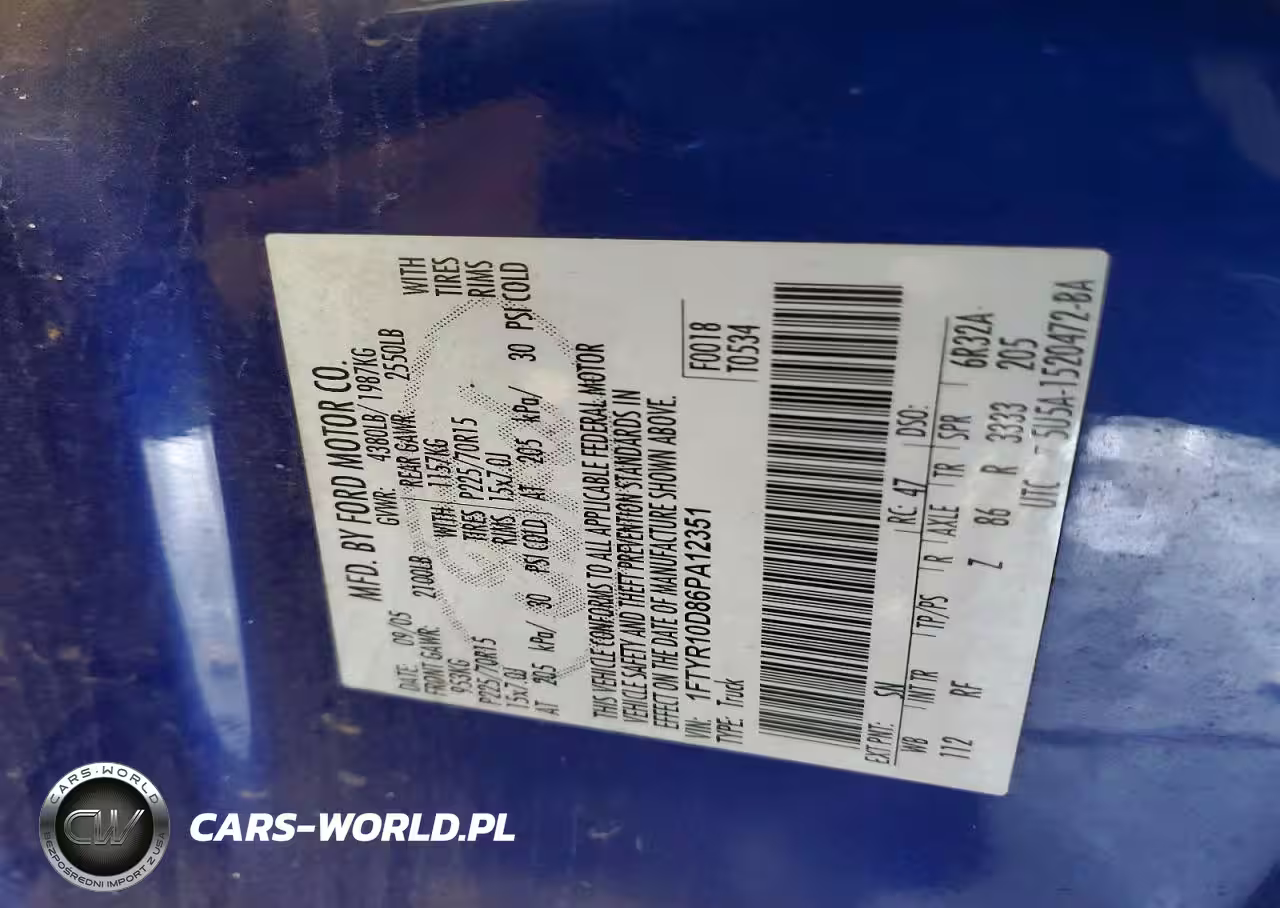 MFD. BY FORD MOTOR CO.
DATE: 09/05 GVWR: 4380LB/ 1987KG
FRONT GAWR: 2100LB REAR GAWR: 2550LB
953KG WITH 1157KG WITH
P225/70R15 TIRES P225/70R15 TIRES
15x7.0J RIMS 15x7.0J RIMS
AT 205 kPa/ 30 PSI COLD AT 205 kPa/ 30 PSI COLD
THIS VEHICLE CONFORMS TO ALL APPLICABLE FEDERAL MOTOR
VEHICLE SAFETY AND THEFT PREVENTION STANDARDS IN
EFFECT ON THE DATE OF MANUFACTURE SHOWN ABOVE.
VIN: 1FTYR10D86PA12351 F0018
TYPE: Truck T0534
EXT PNT: SN RC: 47 DSO:
WB INT TR TP/PS R AXLE TR SPR 6R32A
112 RF Z 86 R 3333 205
UTC 5U5A-1520472-BA
CARS-WORLD
CW
BEZPOŚREDNI IMPORT Z USA
CARS-WORLD.PL